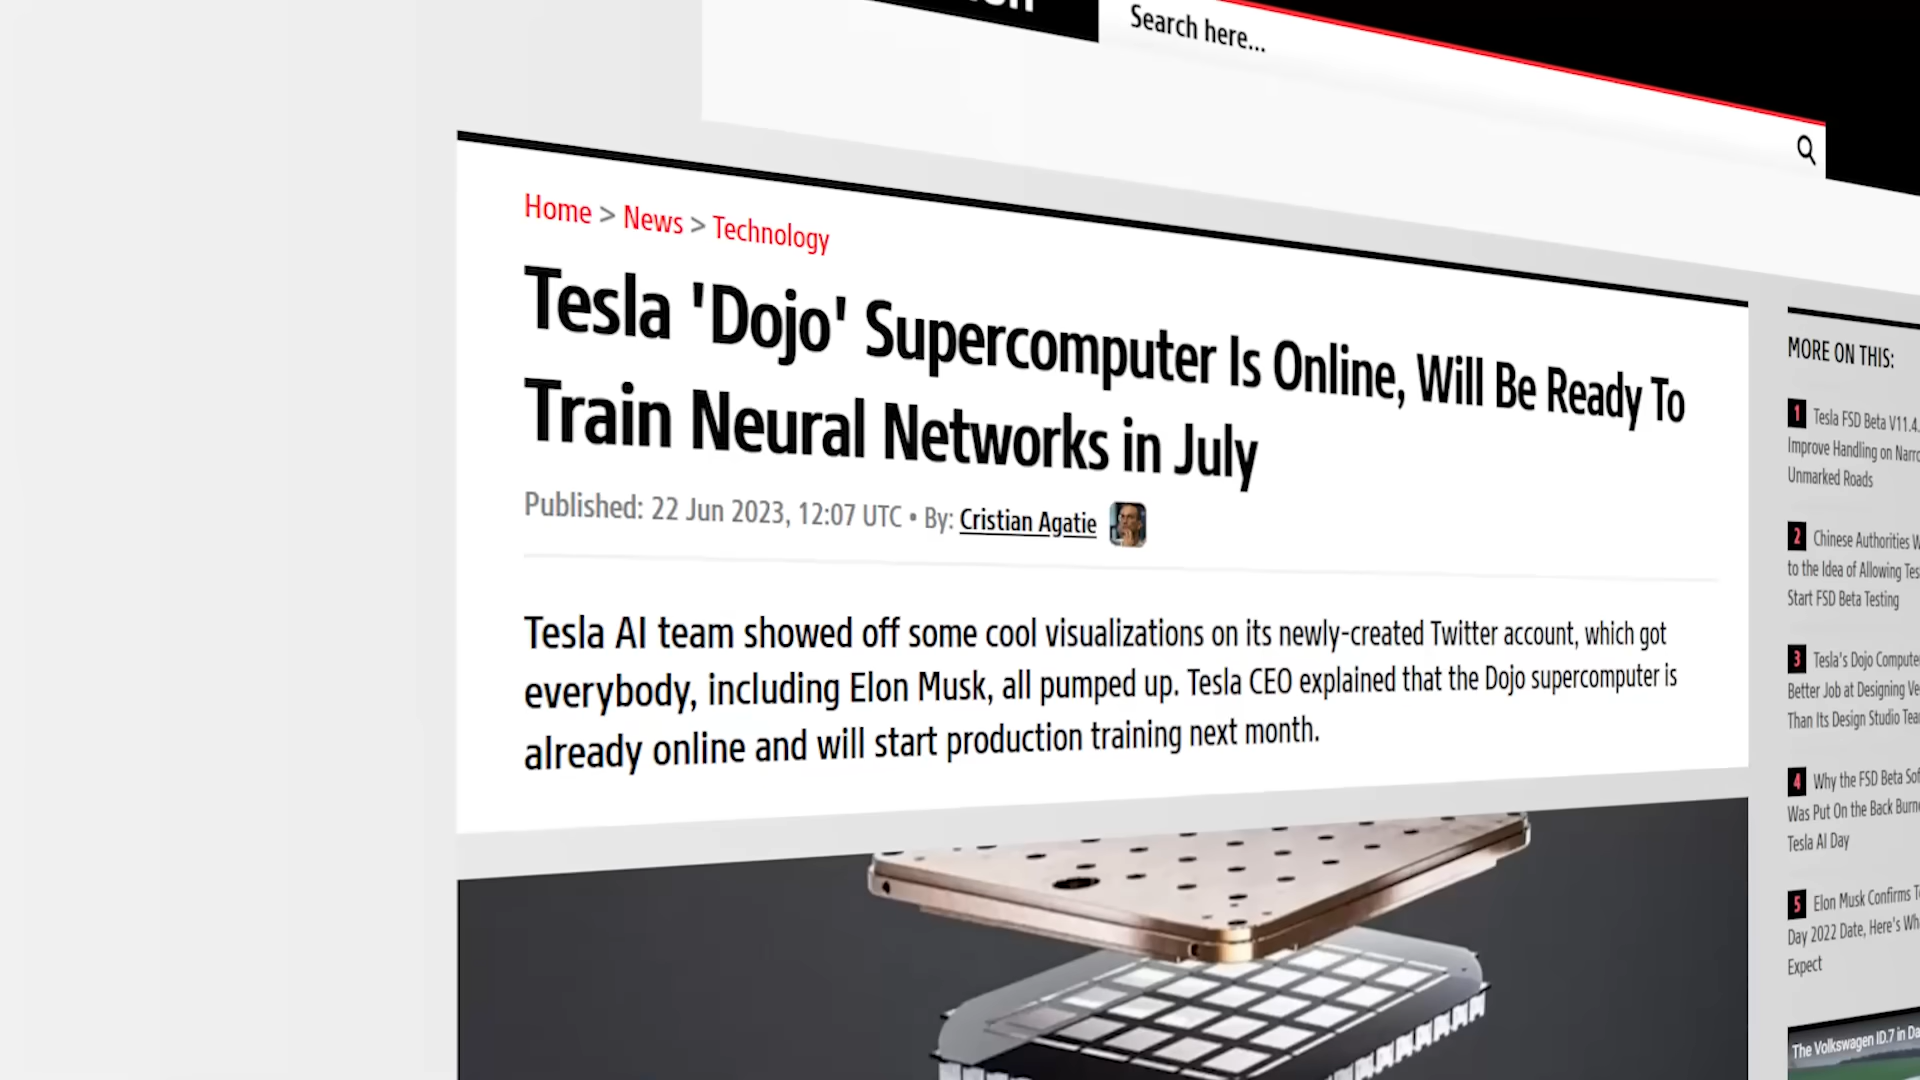 Search here...
Home > News > Technology
Tesla 'Dojo' Supercomputer Is Online, Will Be Ready To
Train Neural Networks in July
Published: 22 Jun 2023, 12:07 UTC • By: Cristian Agatie
Tesla AI team showed off some cool visualizations on its newly-created Twitter account, which got
everybody, including Elon Musk, all pumped up. Tesla CEO explained that the Dojo supercomputer is
already online and will start production training next month.
MORE ON THIS:
1 Tesla FSD Beta V11.4.
Improve Handling on
Unmarked Roads
2 Chinese Authorities
to the Idea of Allowing
Start FSD Beta Testing
3 Tesla's Dojo
Better Job at Designing
Than Its Design Studio
4 Why the FSD Beta
Was Put On the Back
Tesla AI Day
5 Elon Musk Confirms
Day 2022 Date, Here's
Expect
The Volkswagen ID.7 in